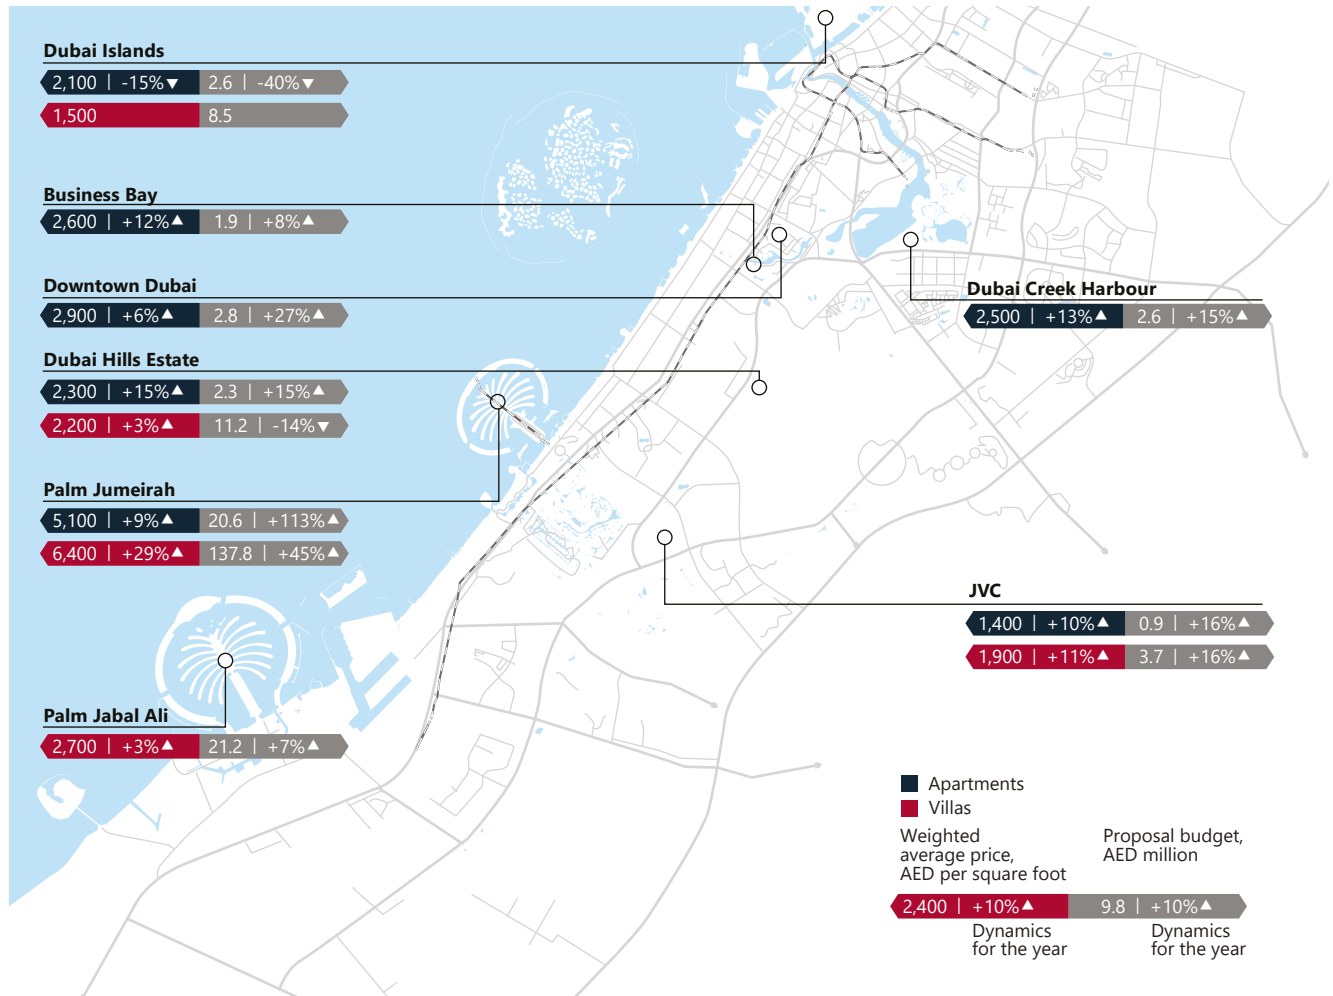 Dubai Islands
2,100 | -15%▼ 2.6 | -40%▼
1,500 8.5
Business Bay
2,600 | +12%▲ 1.9 | +8%▲
Downtown Dubai
2,900 | +6%▲ 2.8 | +27%▲
Dubai Hills Estate
2,300 | +15%▲ 2.3 | +15%▲
2,200 | +3%▲ 11.2 | -14%▼
Palm Jumeirah
5,100 | +9%▲ 20.6 | +113%▲
6,400 | +29%▲ 137.8 | +45%▲
Palm Jabal Ali
2,700 | +3%▲ 21.2 | +7%▲
Dubai Creek Harbour
2,500 | +13%▲ 2.6 | +15%▲
JVC
1,400 | +10%▲ 0.9 | +16%▲
1,900 | +11%▲ 3.7 | +16%▲
Apartments
Villas
Weighted
average price,
AED per square foot
Proposal budget,
AED million
2,400 | +10%▲ 9.8 | +10%▲
Dynamics
for the year
Dynamics
for the year